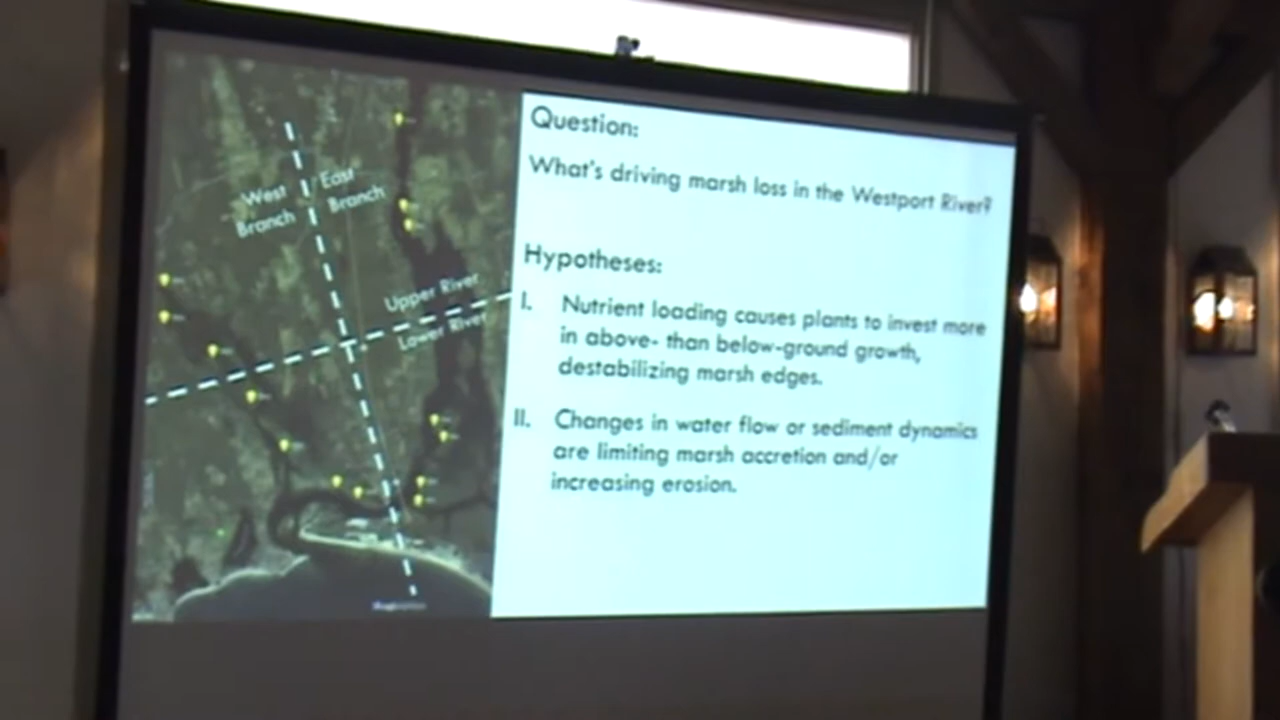 West
Branch
East
Branch
Upper River
Lower River
Question:
What's driving marsh loss in the Westport River?
Hypotheses:
I. Nutrient loading causes plants to invest more
in above- than below-ground growth,
destabilizing marsh edges.
II. Changes in water flow or sediment dynamics
are limiting marsh accretion and/or
increasing erosion.